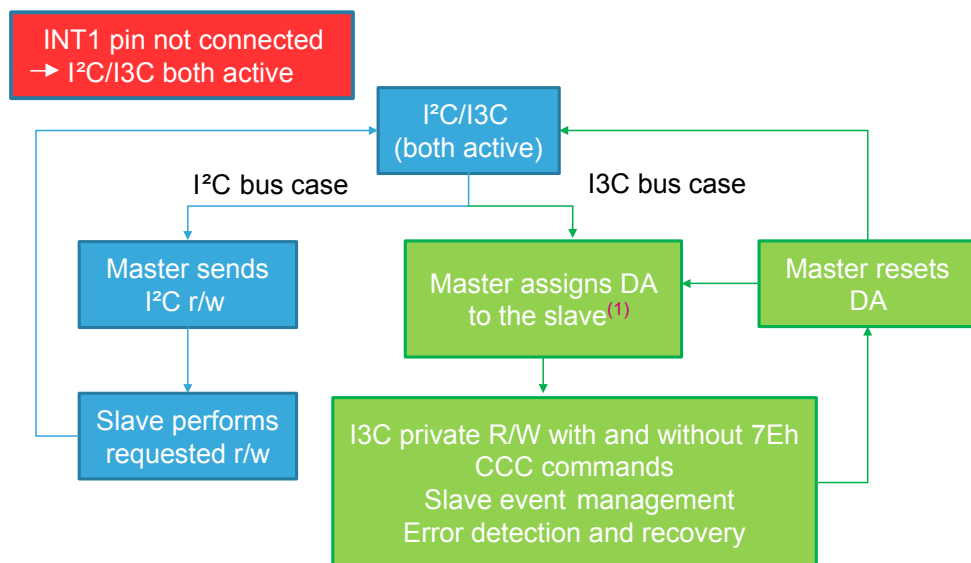 INT1 pin not connected
→ I²C/I3C both active
I²C/I3C
(both active)
I²C bus case
I3C bus case
Master sends
I²C r/w
Master assigns DA
to the slave(1)
Master resets
DA
Slave performs
requested r/w
I3C private R/W with and without 7Eh
CCC commands
Slave event management
Error detection and recovery